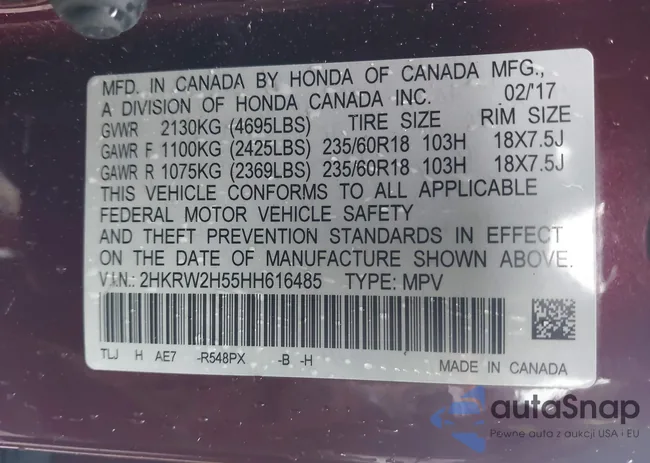 MFD. IN CANADA BY HONDA OF CANADA MFG.,
A DIVISION OF HONDA CANADA INC. 02/'17
GVWR 2130KG (4695LBS) TIRE SIZE RIM SIZE
GAWR F 1100KG (2425LBS) 235/60R18 103H 18X7.5J
GAWR R 1075KG (2369LBS) 235/60R18 103H 18X7.5J
THIS VEHICLE CONFORMS TO ALL APPLICABLE
FEDERAL MOTOR VEHICLE SAFETY
AND THEFT PREVENTION STANDARDS IN EFFECT
ON THE DATE OF MANUFACTURE SHOWN ABOVE.
V.I.N.: 2HKRW2H55HH616485 TYPE: MPV
TLJ H AE7 -R548PX -B -H
MADE IN CANADA
autaSnap
Pewne auta z aukcji USA i EU